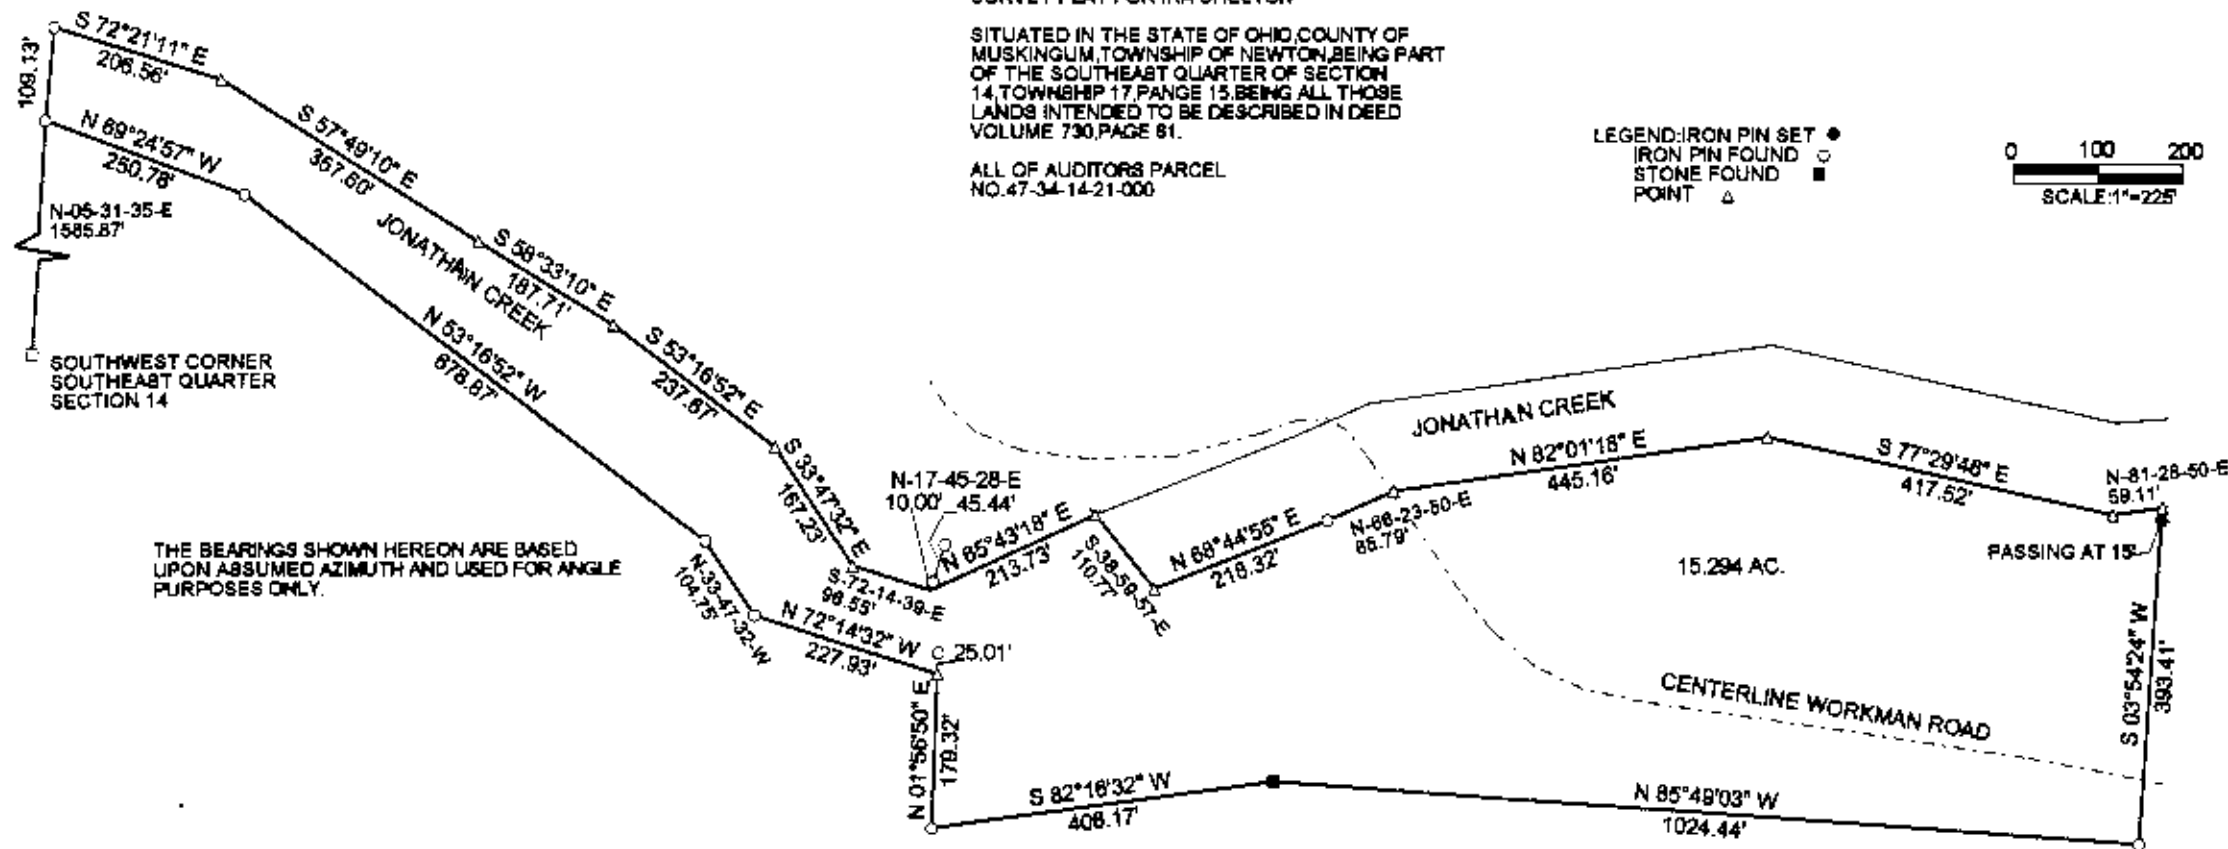 SITUATED IN THE STATE OF OHIO,COUNTY OF
MUSKINGUM,TOWNSHIP OF NEWTON,BEING PART
OF THE SOUTHEAST QUARTER OF SECTION
14,TOWNSHIP 17,PANGE 15.BEING ALL THOSE
LANDS INTENDED TO BE DESCRIBED IN DEED
VOLUME 730,PAGE 61.
ALL OF AUDITORS PARCEL
NO.47-34-14-21-000
LEGEND:IRON PIN SET
IRON PIN FOUND
STONE FOUND
POINT
0 100 200
SCALE:1"=225'
S 72°21'11" E
206.56'
109.13'
N 69°24'57" W
250.78'
S 57°49'10" E
367.60'
N-05-31-35-E
1585.87'
JONATHAN CREEK
S 58°33'10" E
187.71'
N 53°16'52" W
678.87'
S 53°16'52" E
237.67'
SOUTHWEST CORNER
SOUTHEAST QUARTER
SECTION 14
S 33°47'32" E
167.23'
N-17-45-28-E
10.00'
45.44'
N 65°43'18" E
213.73'
S-38-59-57-E
110.77'
N 68°44'55" E
218.32'
N-66-23-50-E
85.79'
JONATHAN CREEK
N 82°01'18" E
445.16'
S 77°29'48" E
417.52'
N-81-28-50-E
59.11'
PASSING AT 15'
15.294 AC.
THE BEARINGS SHOWN HEREON ARE BASED
UPON ASSUMED AZIMUTH AND USED FOR ANGLE
PURPOSES ONLY.
N-33-47-32-W
104.75'
S-72-14-39-E
98.55'
N 72°14'32" W
227.93'
25.01'
N 01°56'50" E
179.32'
S 03°54'24" W
393.41'
CENTERLINE WORKMAN ROAD
S 82°16'32" W
408.17'
N 85°49'03" W
1024.44'